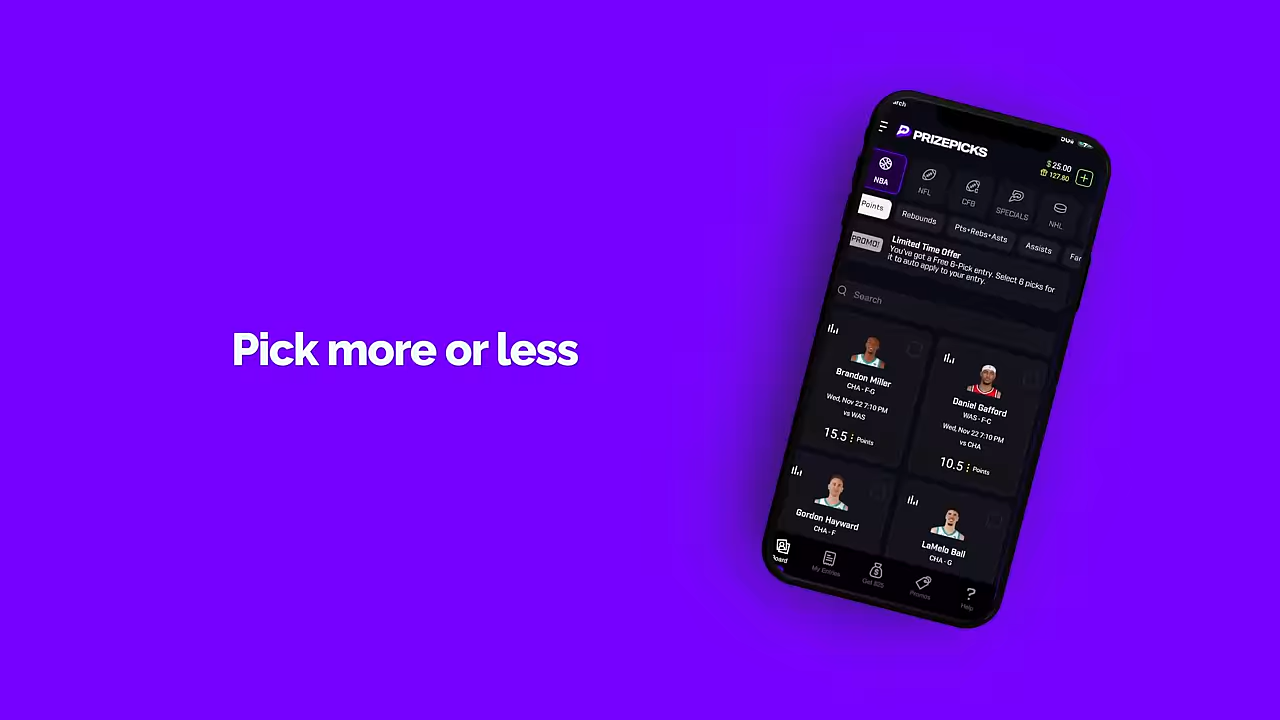 Pick more or less
PRIZEPICKS
$ 25.00
127.80
NBA
NFL
CFB
SPECIALS
NHL
Points
Rebounds
Pts+Rebs+Asts
Assists
PROMO!
Limited Time Offer
You've got a Free 6-Pick entry. Select 6 picks for
it to auto apply to your entry.
Search
Brandon Miller
CHA - F-G
Wed, Nov 22 7:10 PM
vs WAS
15.5 Points
Daniel Gafford
WAS - F-C
Wed, Nov 22 7:10 PM
vs CHA
10.5 Points
Gordon Hayward
CHA - F
LaMelo Ball
CHA - G
My Entries
Get $25
Promos
Help